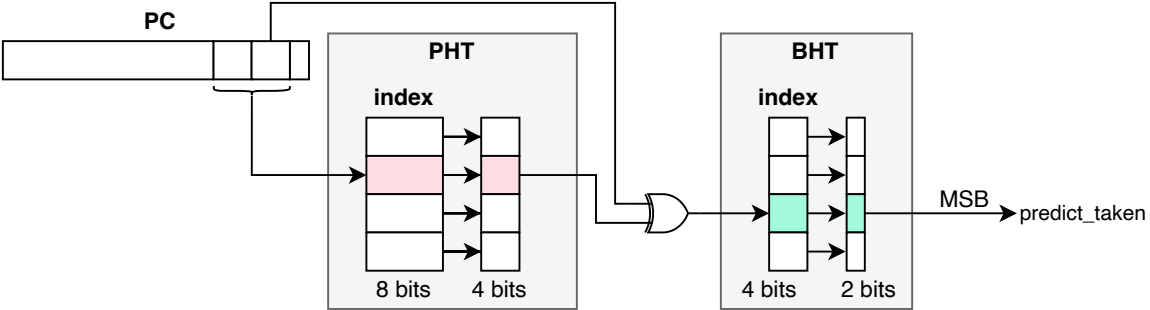 PC
PHT
BHT
index
index
MSB
predict_taken
8 bits
4 bits
4 bits
2 bits